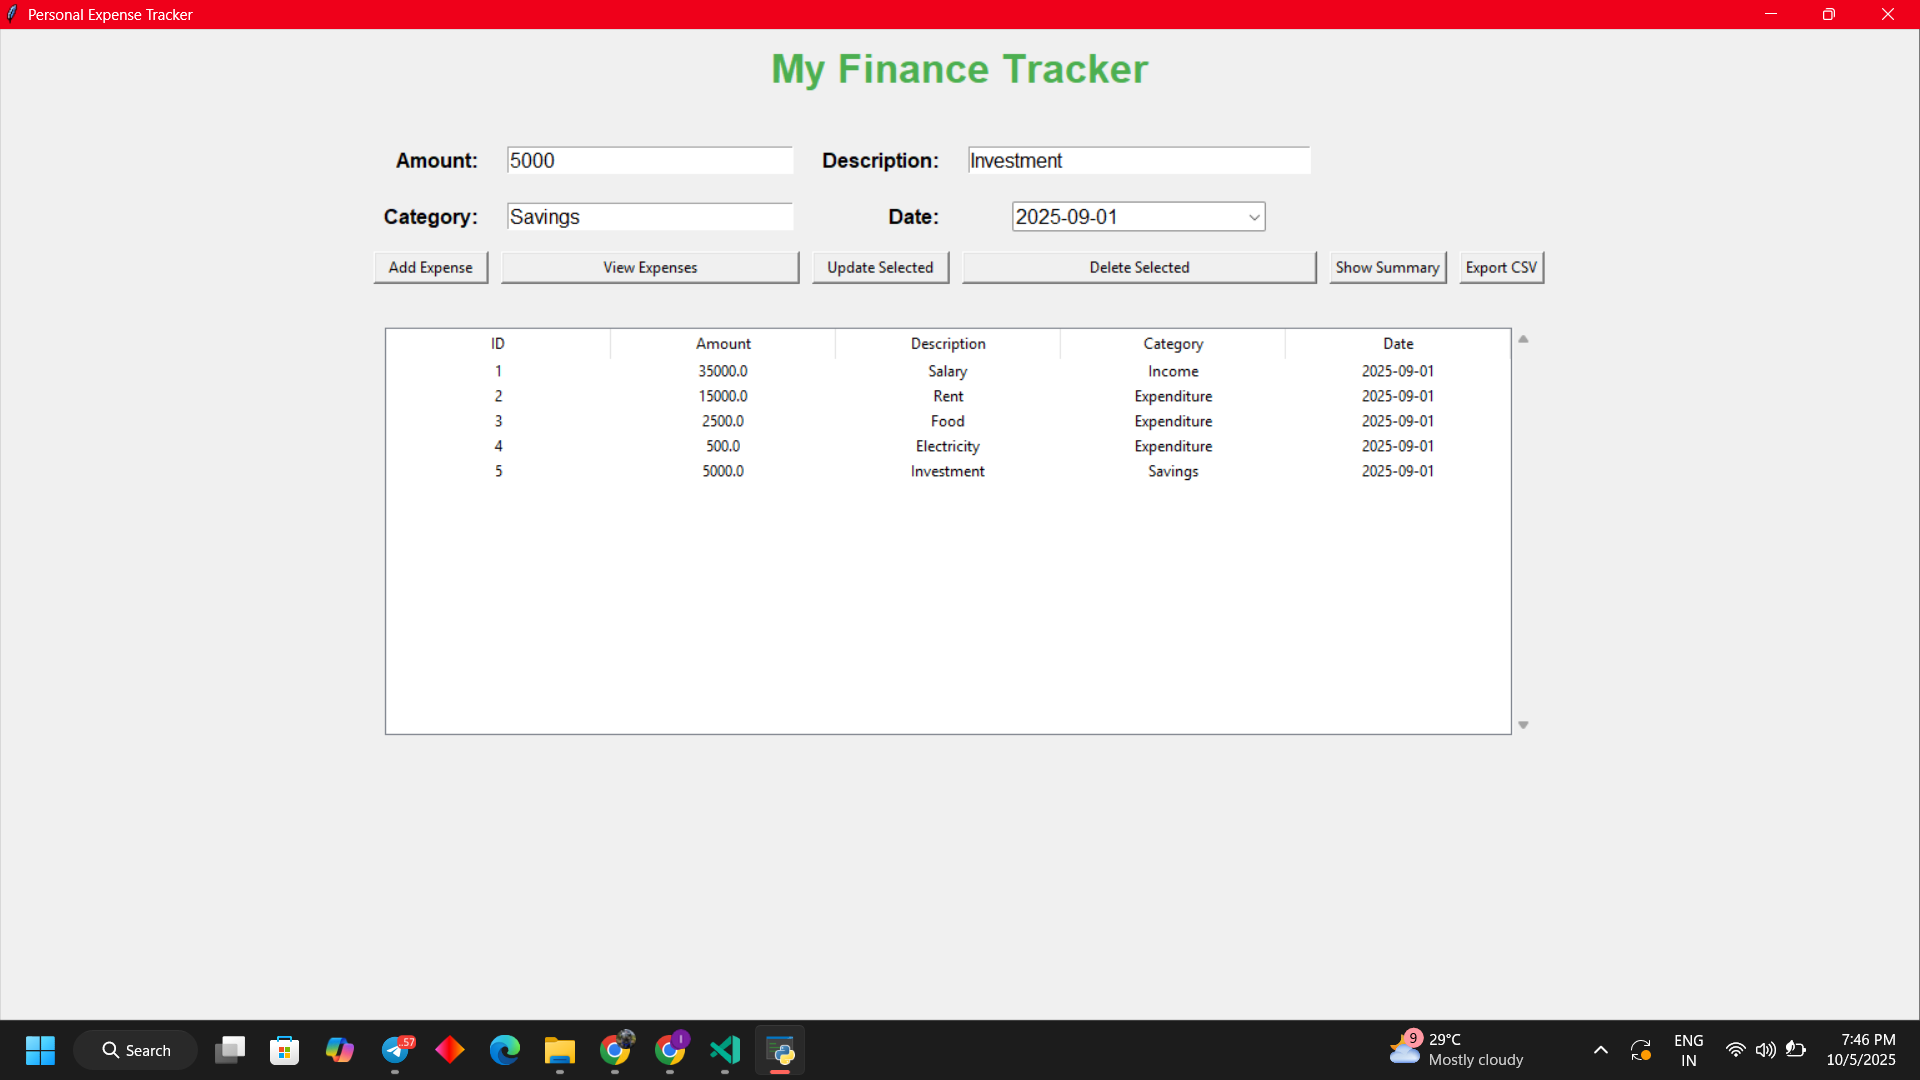 Personal Expense Tracker
My Finance Tracker
Amount: 5000 Description: Investment
Category: Savings Date: 2025-09-01
Add Expense View Expenses Update Selected Delete Selected Show Summary Export CSV
ID Amount Description Category Date
1 35000.0 Salary Income 2025-09-01
2 15000.0 Rent Expenditure 2025-09-01
3 2500.0 Food Expenditure 2025-09-01
4 500.0 Electricity Expenditure 2025-09-01
5 5000.0 Investment Savings 2025-09-01
Search
57
I
9
29°C
Mostly cloudy
ENG
IN
7:46 PM
10/5/2025